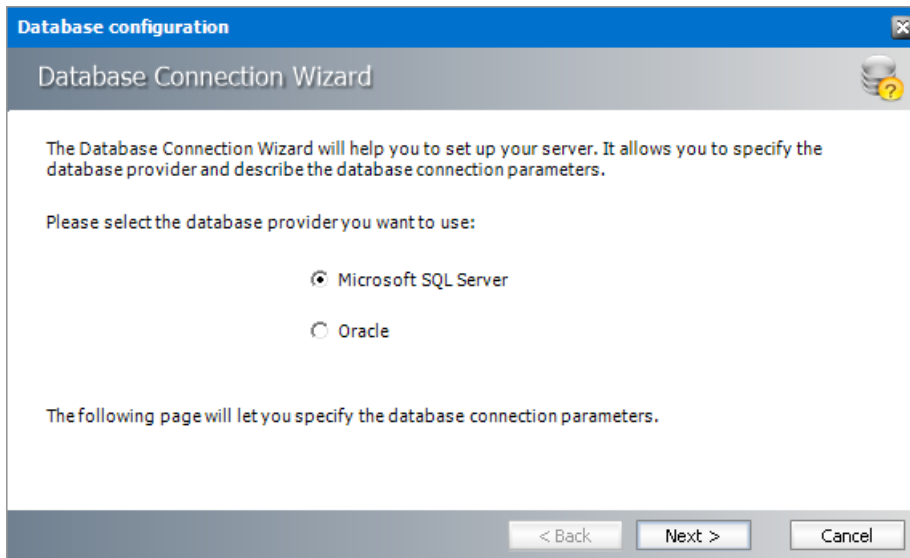 Database configuration
Database Connection Wizard
The Database Connection Wizard will help you to set up your server. It allows you to specify the
database provider and describe the database connection parameters.
Please select the database provider you want to use:
Microsoft SQL Server
Oracle
The following page will let you specify the database connection parameters.
< Back Next > Cancel